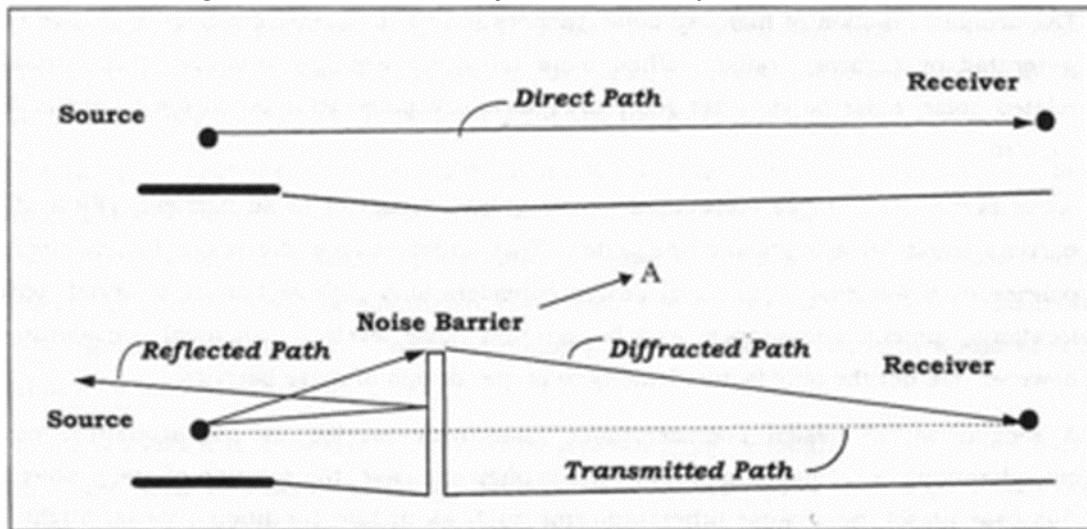 Receiver
Direct Path
Source
A
Noise Barrier
Reflected Path
Diffracted Path
Receiver
Source
Transmitted Path